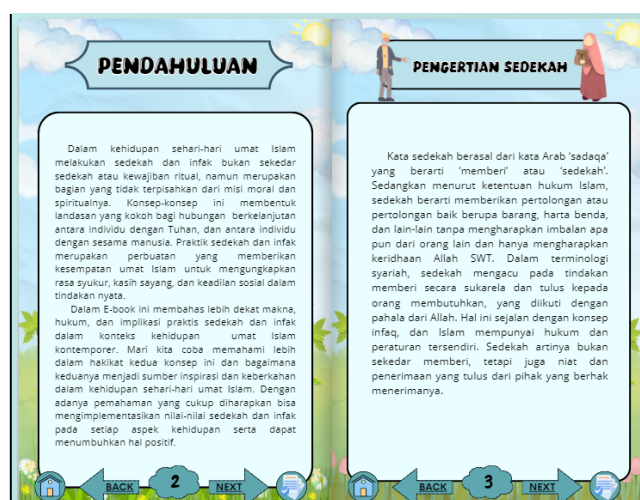 PENDAHULUAN
Dalam kehidupan sehari-hari umat Islam
melakukan sedekah dan infak bukan sekedar
sedekah atau kewajiban ritual, namun merupakan
bagian yang tidak terpisahkan dari misi moral dan
spiritualnya. Konsep-konsep ini membentuk
landasan yang kokoh bagi hubungan berkelanjutan
antara individu dengan Tuhan, dan antara individu
dengan sesama manusia. Praktik sedekah dan infak
merupakan perbuatan yang memberikan
kesempatan umat Islam untuk mengungkapkan
rasa syukur, kasih sayang, dan keadilan sosial dalam
tindakan nyata.
Dalam E-book ini membahas lebih dekat makna,
hukum, dan implikasi praktis sedekah dan infak
dalam konteks kehidupan umat Islam
kontemporer. Mari kita coba memahami lebih
dalam hakikat kedua konsep ini dan bagaimana
keduanya menjadi sumber inspirasi dan keberkahan
dalam kehidupan sehari-hari umat Islam. Dengan
adanya pemahaman yang cukup diharapkan bisa
mengimplementasikan nilai-nilai sedekah dan infak
pada setiap aspek kehidupan serta dapat
menumbuhkan hal positif.
BACK 2 NEXT
PENGERTIAN SEDEKAH
Kata sedekah berasal dari kata Arab 'sadaqa'
yang berarti 'memberi' atau 'sedekah'.
Sedangkan menurut ketentuan hukum Islam,
sedekah berarti memberikan pertolongan atau
pertolongan baik berupa barang, harta benda,
dan lain-lain tanpa mengharapkan imbalan apa
pun dari orang lain dan hanya mengharapkan
keridhaan Allah SWT. Dalam terminologi
syariah, sedekah mengacu pada tindakan
memberi secara sukarela dan tulus kepada
orang membutuhkan, yang diikuti dengan
pahala dari Allah. Hal ini sejalan dengan konsep
infaq, dan Islam mempunyai hukum dan
peraturan tersendiri. Sedekah artinya bukan
sekedar memberi, tetapi juga niat dan
penerimaan yang tulus dari pihak yang berhak
menerimanya.
BACK 3 NEXT